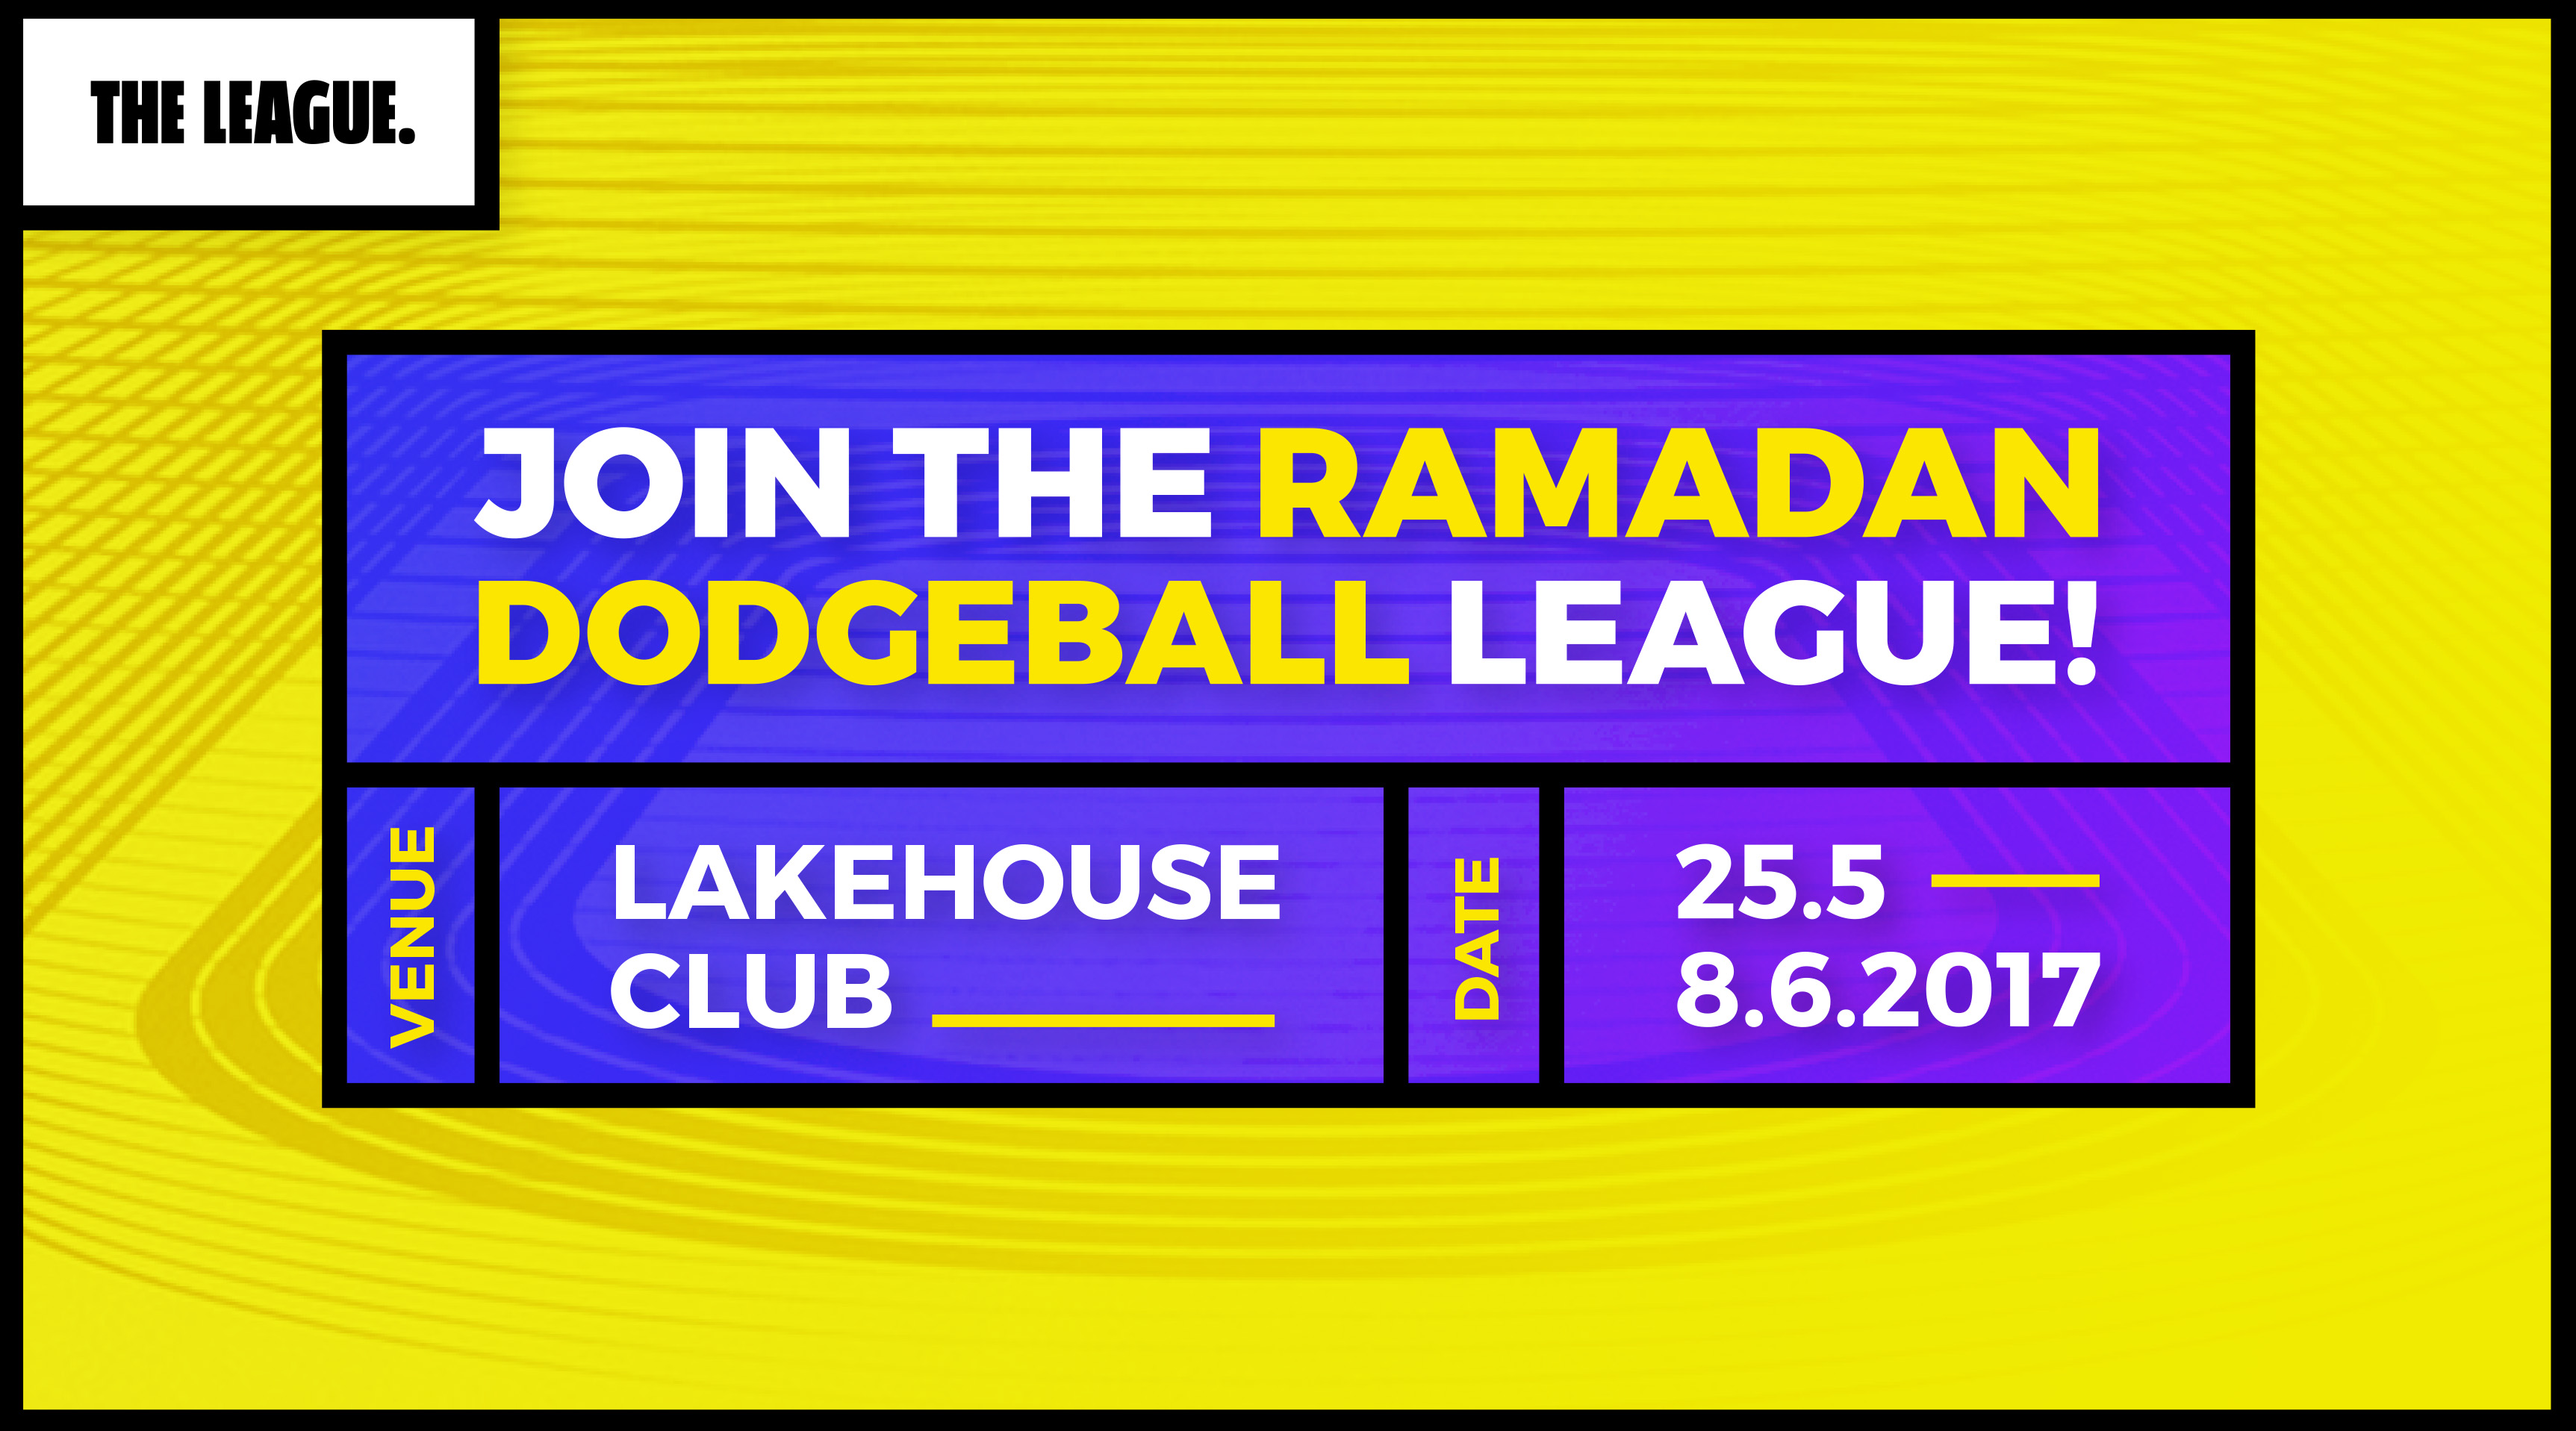 THE LEAGUE.
JOIN THE RAMADAN
DODGEBALL LEAGUE!
VENUE
LAKEHOUSE
CLUB
DATE
25.5 —
8.6.2017